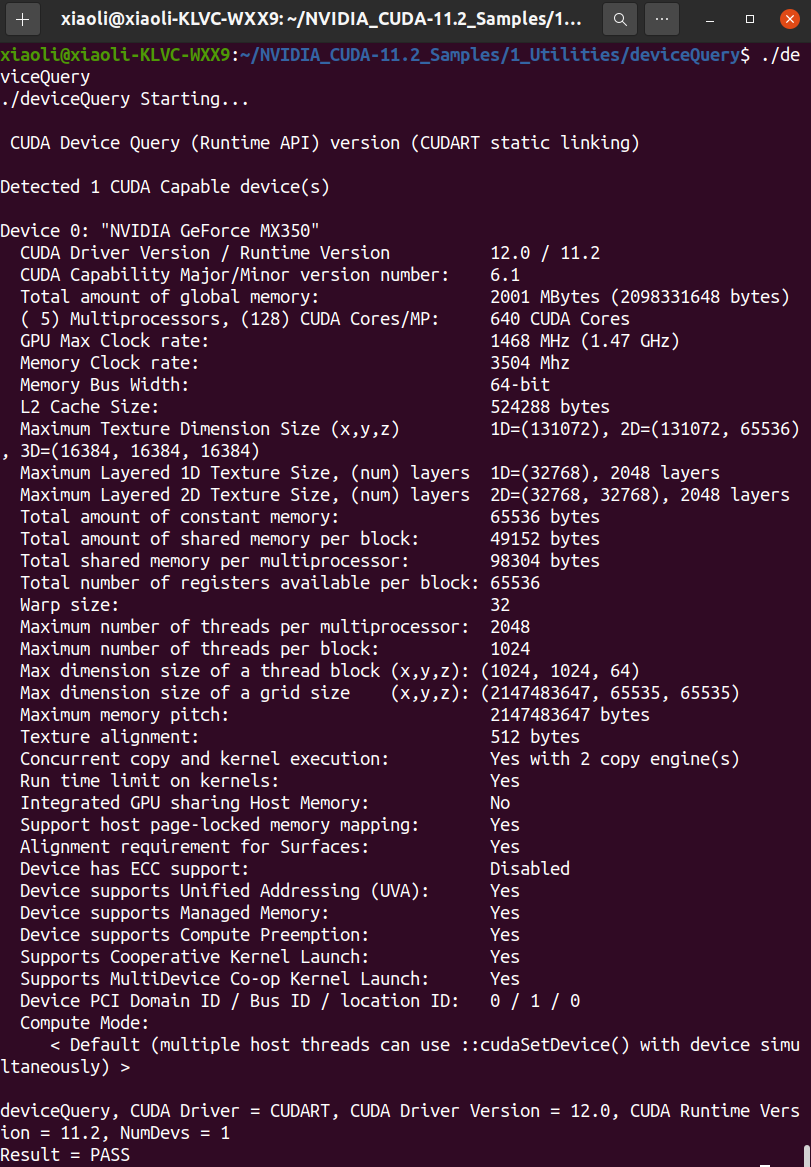 xiaoli@xiaoli-KLVC-WXX9: ~/NVIDIA_CUDA-11.2_Samples/1...
xiaoli@xiaoli-KLVC-WXX9:~/NVIDIA_CUDA-11.2_Samples/1_Utilities/deviceQuery$ ./de
viceQuery
./deviceQuery Starting...
CUDA Device Query (Runtime API) version (CUDART static linking)
Detected 1 CUDA Capable device(s)
Device 0: "NVIDIA GeForce MX350"
CUDA Driver Version / Runtime Version 12.0 / 11.2
CUDA Capability Major/Minor version number: 6.1
Total amount of global memory: 2001 MBytes (2098331648 bytes)
( 5) Multiprocessors, (128) CUDA Cores/MP: 640 CUDA Cores
GPU Max Clock rate: 1468 MHz (1.47 GHz)
Memory Clock rate: 3504 Mhz
Memory Bus Width: 64-bit
L2 Cache Size: 524288 bytes
Maximum Texture Dimension Size (x,y,z) 1D=(131072), 2D=(131072, 65536)
, 3D=(16384, 16384, 16384)
Maximum Layered 1D Texture Size, (num) layers 1D=(32768), 2048 layers
Maximum Layered 2D Texture Size, (num) layers 2D=(32768, 32768), 2048 layers
Total amount of constant memory: 65536 bytes
Total amount of shared memory per block: 49152 bytes
Total shared memory per multiprocessor: 98304 bytes
Total number of registers available per block: 65536
Warp size: 32
Maximum number of threads per multiprocessor: 2048
Maximum number of threads per block: 1024
Max dimension size of a thread block (x,y,z): (1024, 1024, 64)
Max dimension size of a grid size (x,y,z): (2147483647, 65535, 65535)
Maximum memory pitch: 2147483647 bytes
Texture alignment: 512 bytes
Concurrent copy and kernel execution: Yes with 2 copy engine(s)
Run time limit on kernels: Yes
Integrated GPU sharing Host Memory: No
Support host page-locked memory mapping: Yes
Alignment requirement for Surfaces: Yes
Device has ECC support: Disabled
Device supports Unified Addressing (UVA): Yes
Device supports Managed Memory: Yes
Device supports Compute Preemption: Yes
Supports Cooperative Kernel Launch: Yes
Supports MultiDevice Co-op Kernel Launch: Yes
Device PCI Domain ID / Bus ID / location ID: 0 / 1 / 0
Compute Mode:
< Default (multiple host threads can use ::cudaSetDevice() with device simu
ltaneously) >
deviceQuery, CUDA Driver = CUDART, CUDA Driver Version = 12.0, CUDA Runtime Vers
ion = 11.2, NumDevs = 1
Result = PASS